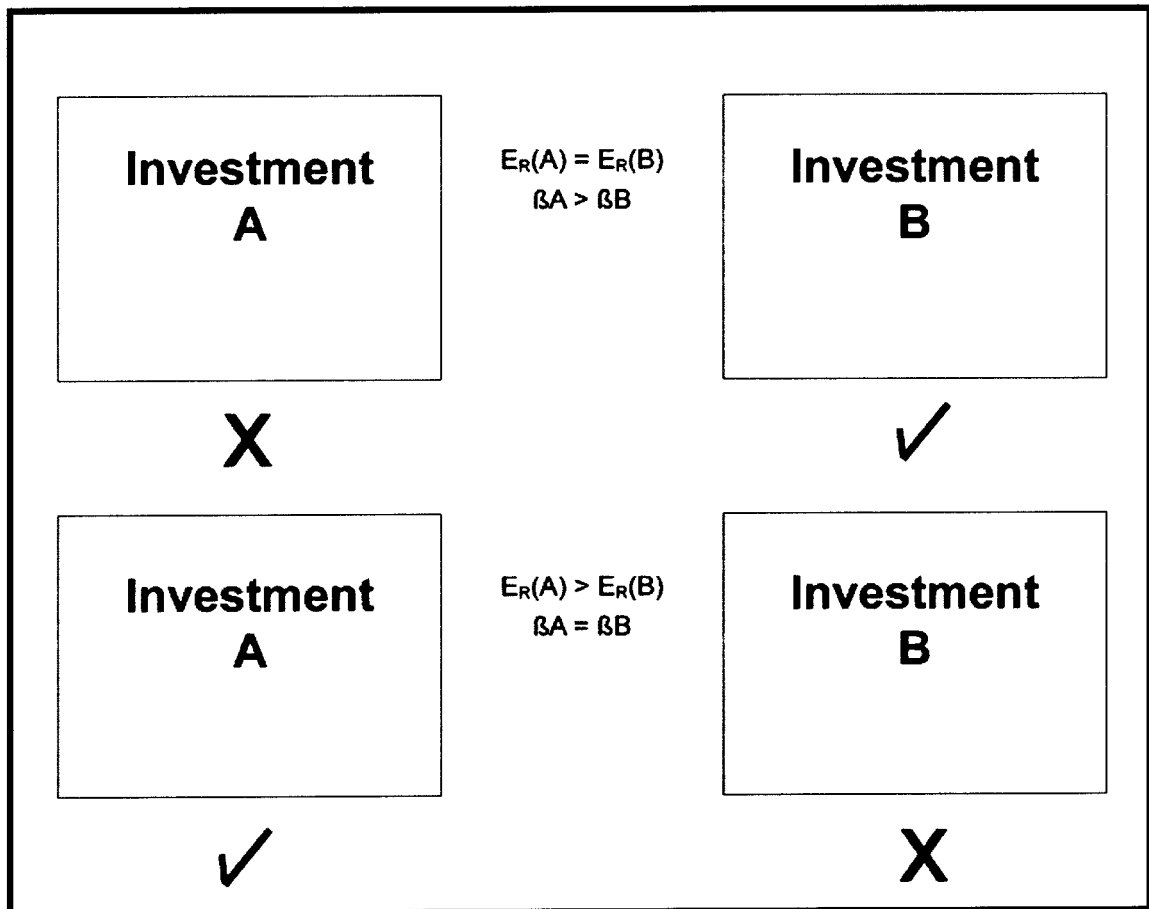 Investment
A
E_R(A) = E_R(B)
ßA > ßB
Investment
B
X
✓
Investment
A
E_R(A) > E_R(B)
ßA = ßB
Investment
B
✓
X